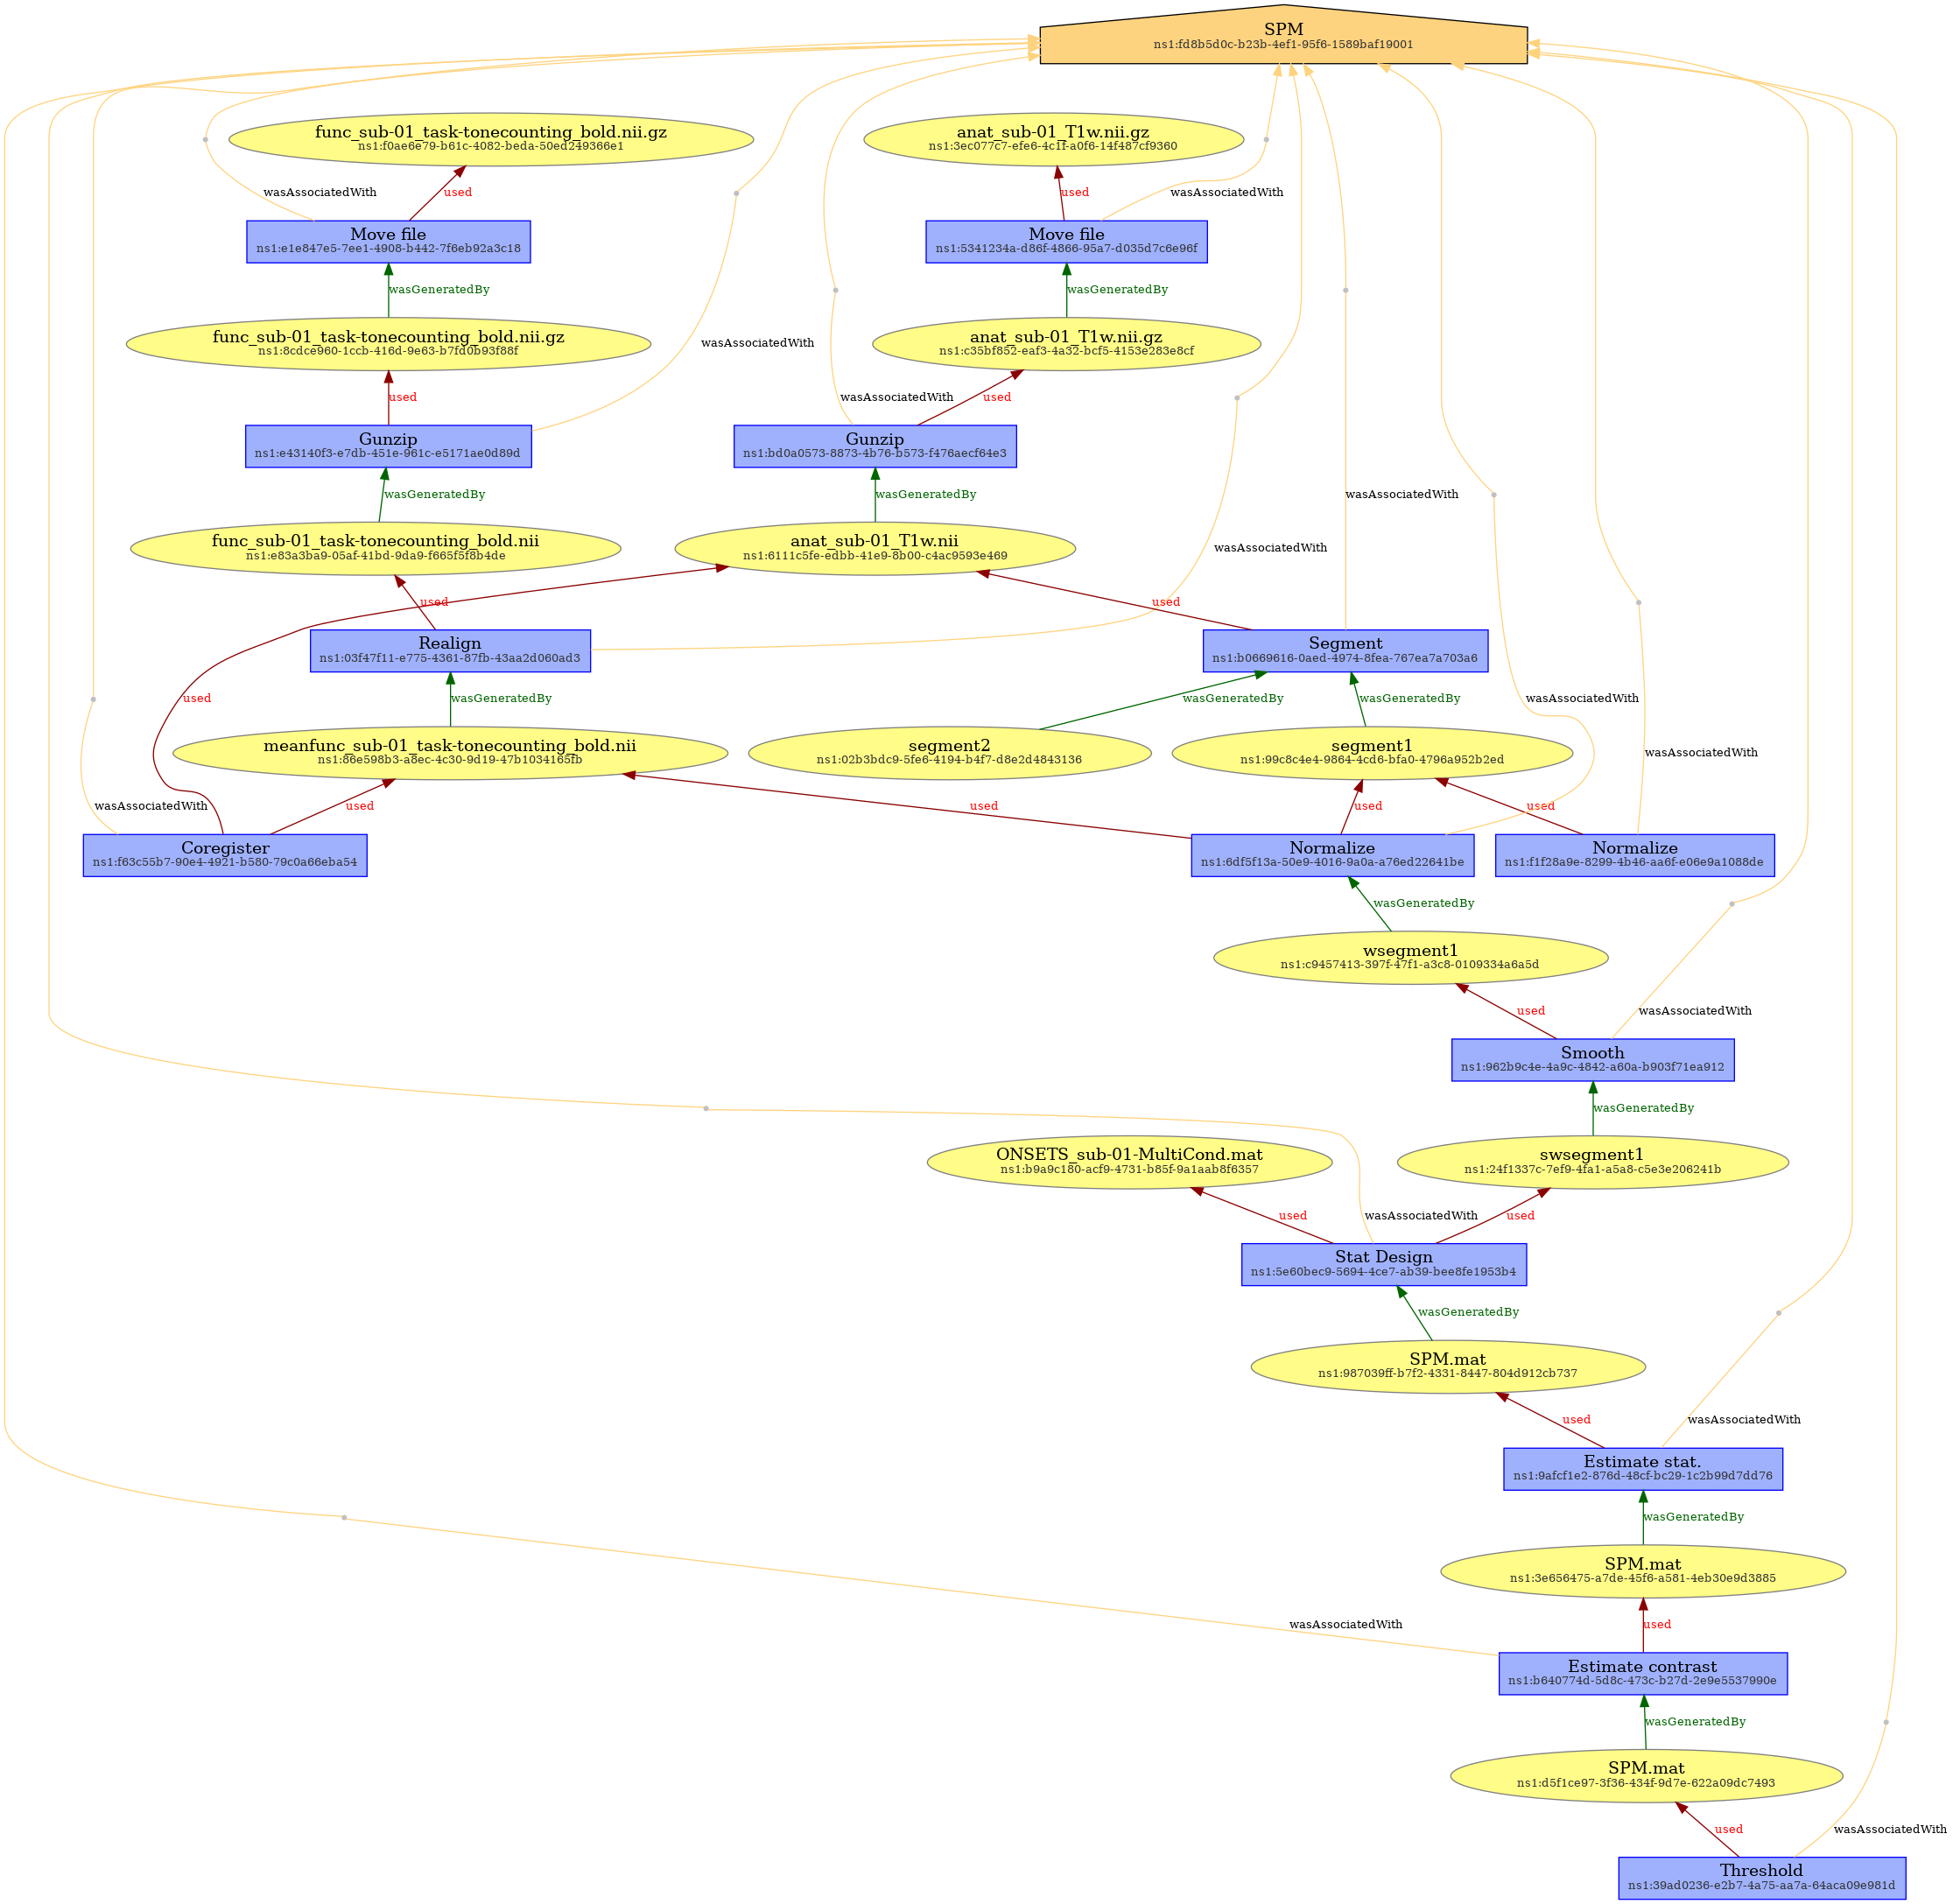 SPM
ns1:fd8b5d0c-b23b-4ef1-95f6-1589baf19001
func_sub-01_task-tonecounting_bold.nii.gz
ns1:f0ae6e79-b61c-4082-beda-50ed249366e1
anat_sub-01_T1w.nii.gz
ns1:3ec077c7-efe6-4c1f-a0f6-14f487cf9360
wasAssociatedWith
used
used
wasAssociatedWith
Move file
ns1:e1e847e5-7ee1-4908-b442-7f6eb92a3c18
Move file
ns1:5341234a-d86f-4866-95a7-d035d7c6e96f
wasGeneratedBy
wasGeneratedBy
func_sub-01_task-tonecounting_bold.nii.gz
ns1:8cdce960-1ccb-416d-9e63-b7fd0b93f88f
wasAssociatedWith
anat_sub-01_T1w.nii.gz
ns1:c35bf852-eaf3-4a32-bcf5-4153e283e8cf
used
wasAssociatedWith
used
Gunzip
ns1:e43140f3-e7db-451e-961c-e5171ae0d89d
Gunzip
ns1:bd0a0573-8873-4b76-b573-f476aecf64e3
wasGeneratedBy
wasGeneratedBy
wasAssociatedWith
func_sub-01_task-tonecounting_bold.nii
ns1:e83a3ba9-05af-41bd-9da9-f665f5f8b4de
anat_sub-01_T1w.nii
ns1:6111c5fe-edbb-41e9-8b00-c4ac9593e469
wasAssociatedWith
used
used
Realign
ns1:03f47f11-e775-4361-87fb-43aa2d060ad3
Segment
ns1:b0669616-0aed-4974-8fea-767ea7a703a6
used
wasGeneratedBy
wasGeneratedBy
wasGeneratedBy
wasAssociatedWith
meanfunc_sub-01_task-tonecounting_bold.nii
ns1:86e598b3-a8ec-4c30-9d19-47b1034165fb
segment2
ns1:02b3bdc9-5fe6-4194-b4f7-d8e2d4843136
segment1
ns1:99c8c4e4-9864-4cd6-bfa0-4796a952b2ed
wasAssociatedWith
wasAssociatedWith
used
used
used
used
Coregister
ns1:f63c55b7-90e4-4921-b580-79c0a66eba54
Normalize
ns1:6df5f13a-50e9-4016-9a0a-a76ed22641be
Normalize
ns1:f1f28a9e-8299-4b46-aa6f-e06e9a1088de
wasGeneratedBy
wsegment1
ns1:c9457413-397f-47f1-a3c8-0109334a6a5d
used
wasAssociatedWith
Smooth
ns1:962b9c4e-4a9c-4842-a60a-b903f71ea912
wasGeneratedBy
ONSETS_sub-01-MultiCond.mat
ns1:b9a9c180-acf9-4731-b85f-9a1aab8f6357
swsegment1
ns1:24f1337c-7ef9-4fa1-a5a8-c5e3e206241b
used
wasAssociatedWith
used
Stat Design
ns1:5e60bec9-5694-4ce7-ab39-bee8fe1953b4
wasGeneratedBy
SPM.mat
ns1:987039ff-b7f2-4331-8447-804d912cb737
used
wasAssociatedWith
Estimate stat.
ns1:9afcf1e2-876d-48cf-bc29-1c2b99d7dd76
wasGeneratedBy
SPM.mat
ns1:3e656475-a7de-45f6-a581-4eb30e9d3885
wasAssociatedWith
used
Estimate contrast
ns1:b640774d-5d8c-473c-b27d-2e9e5537990e
wasGeneratedBy
SPM.mat
ns1:d5f1ce97-3f36-434f-9d7e-622a09dc7493
used
wasAssociatedWith
Threshold
ns1:39ad0236-e2b7-4a75-aa7a-64aca09e981d